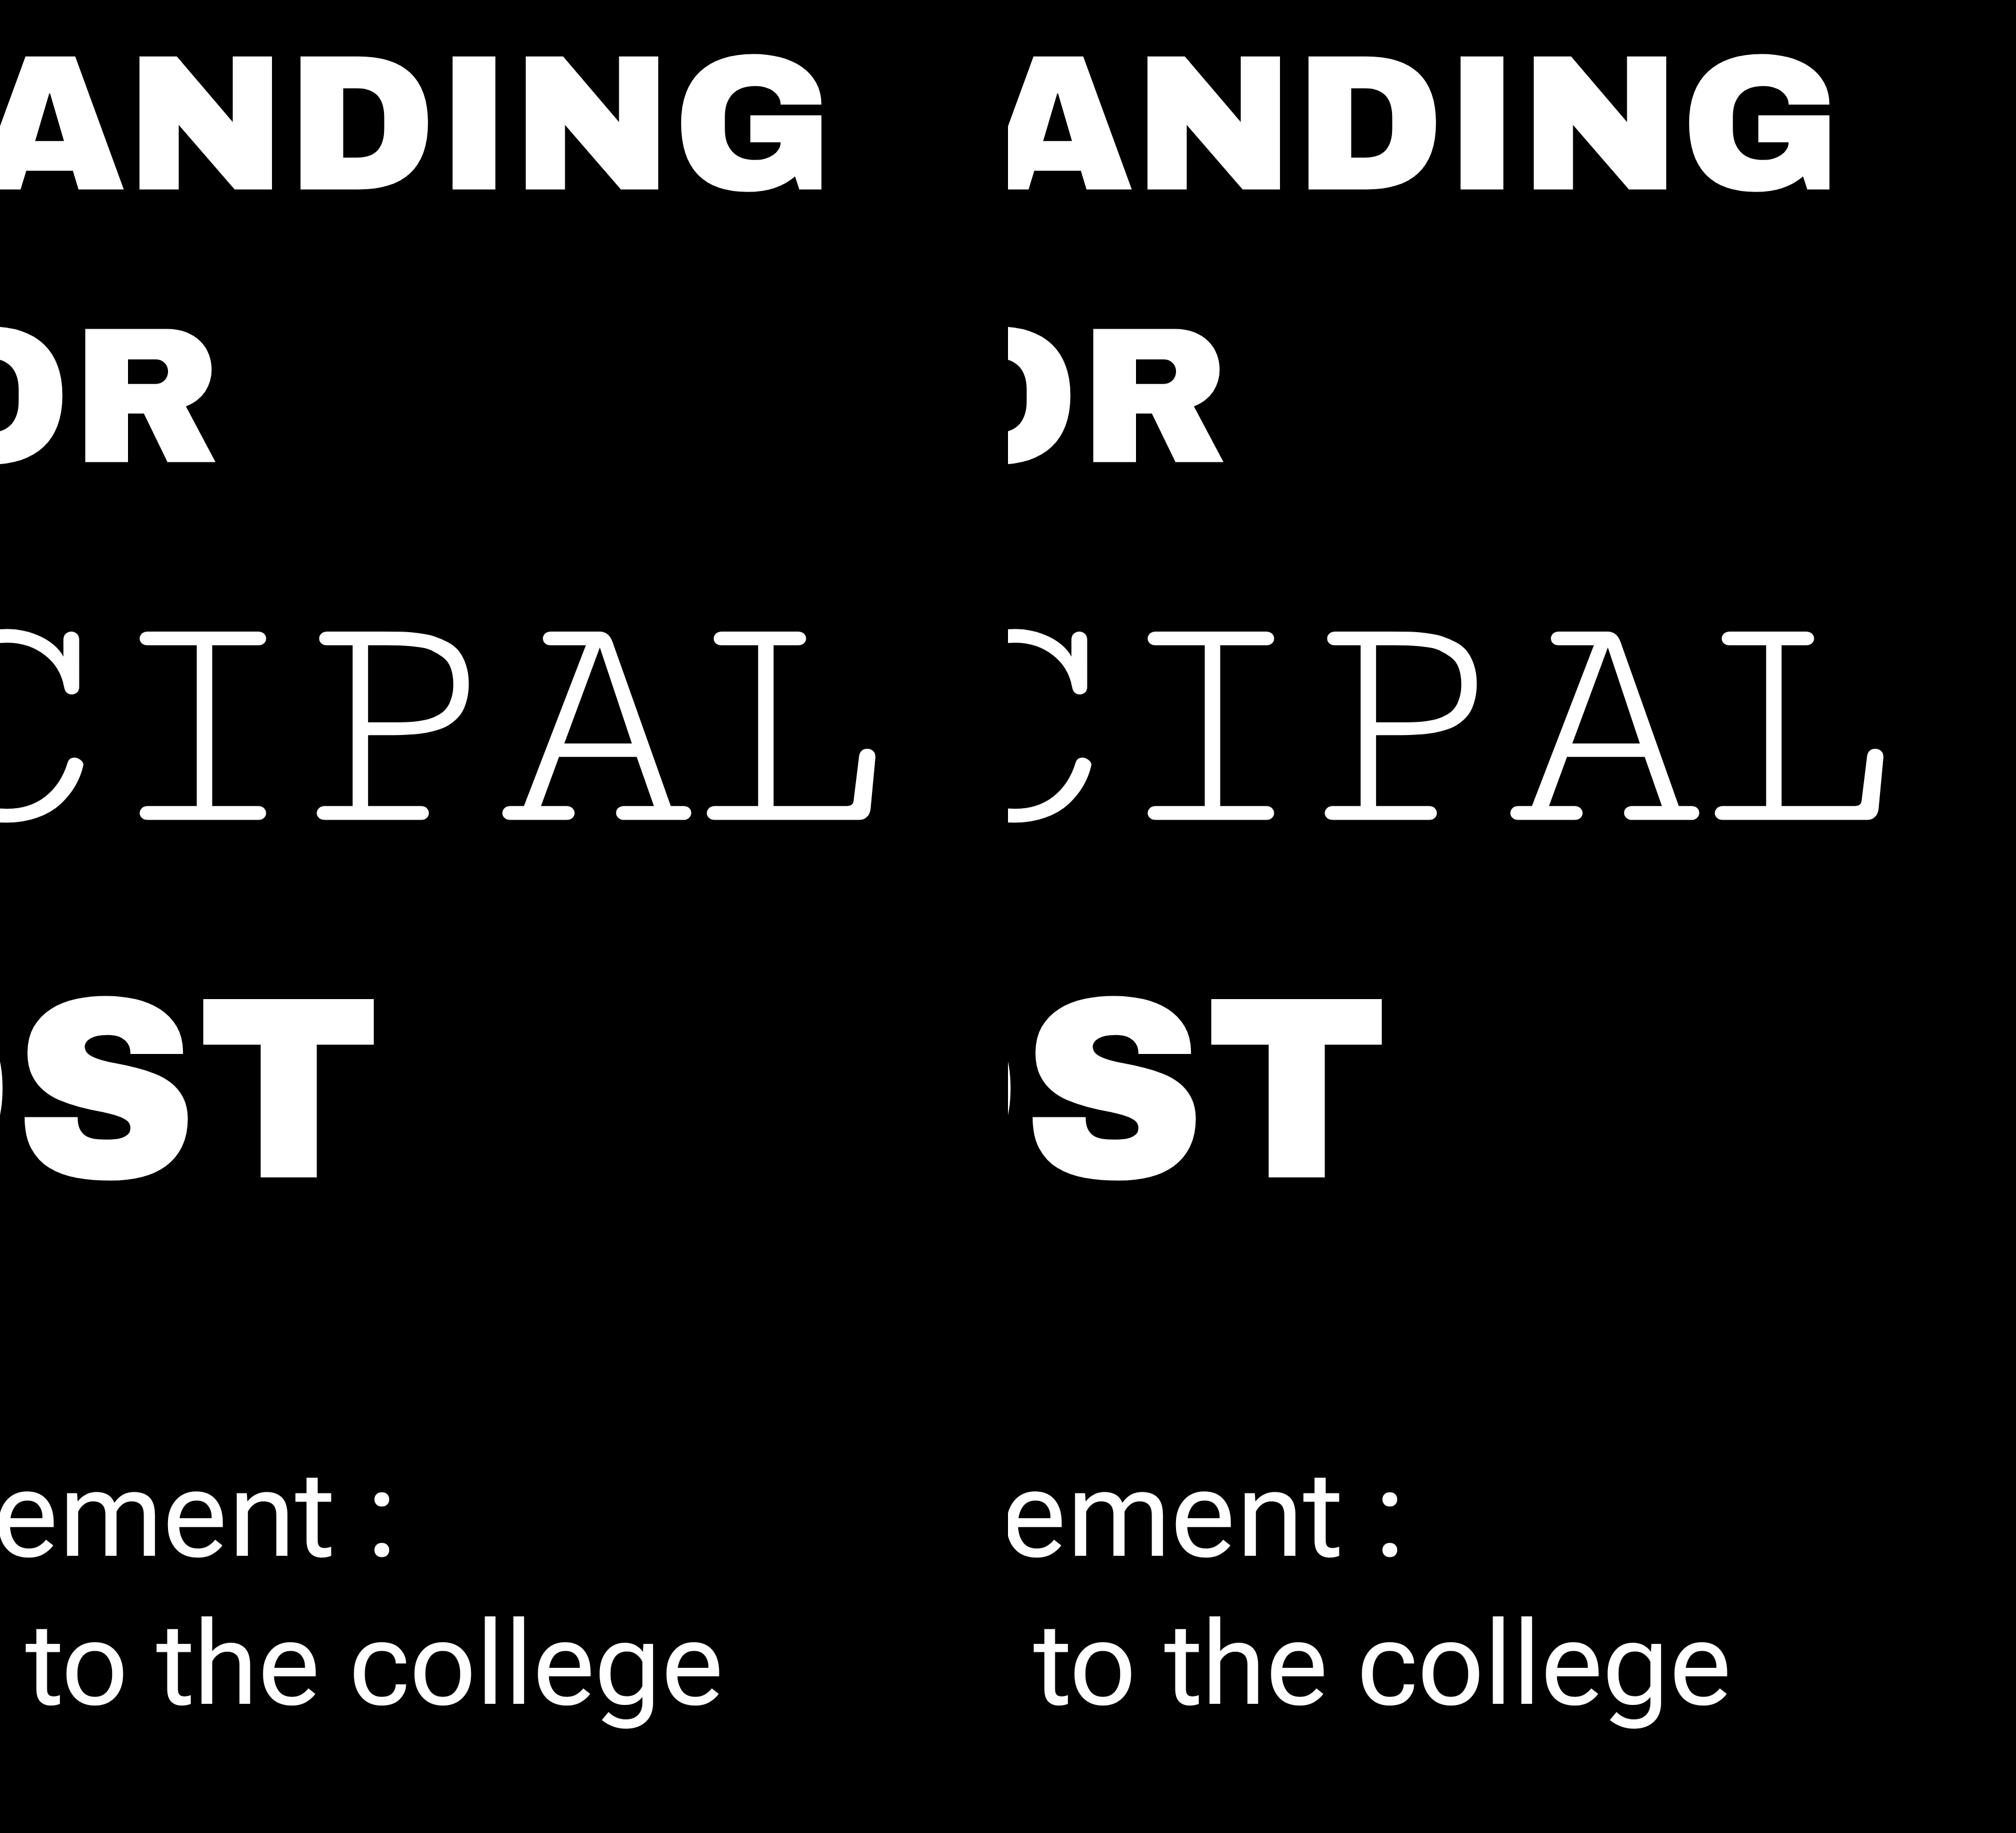 ANDING ANDING
OR OR
CIPAL CIPAL
ST ST
ement : ement :
to the college to the college